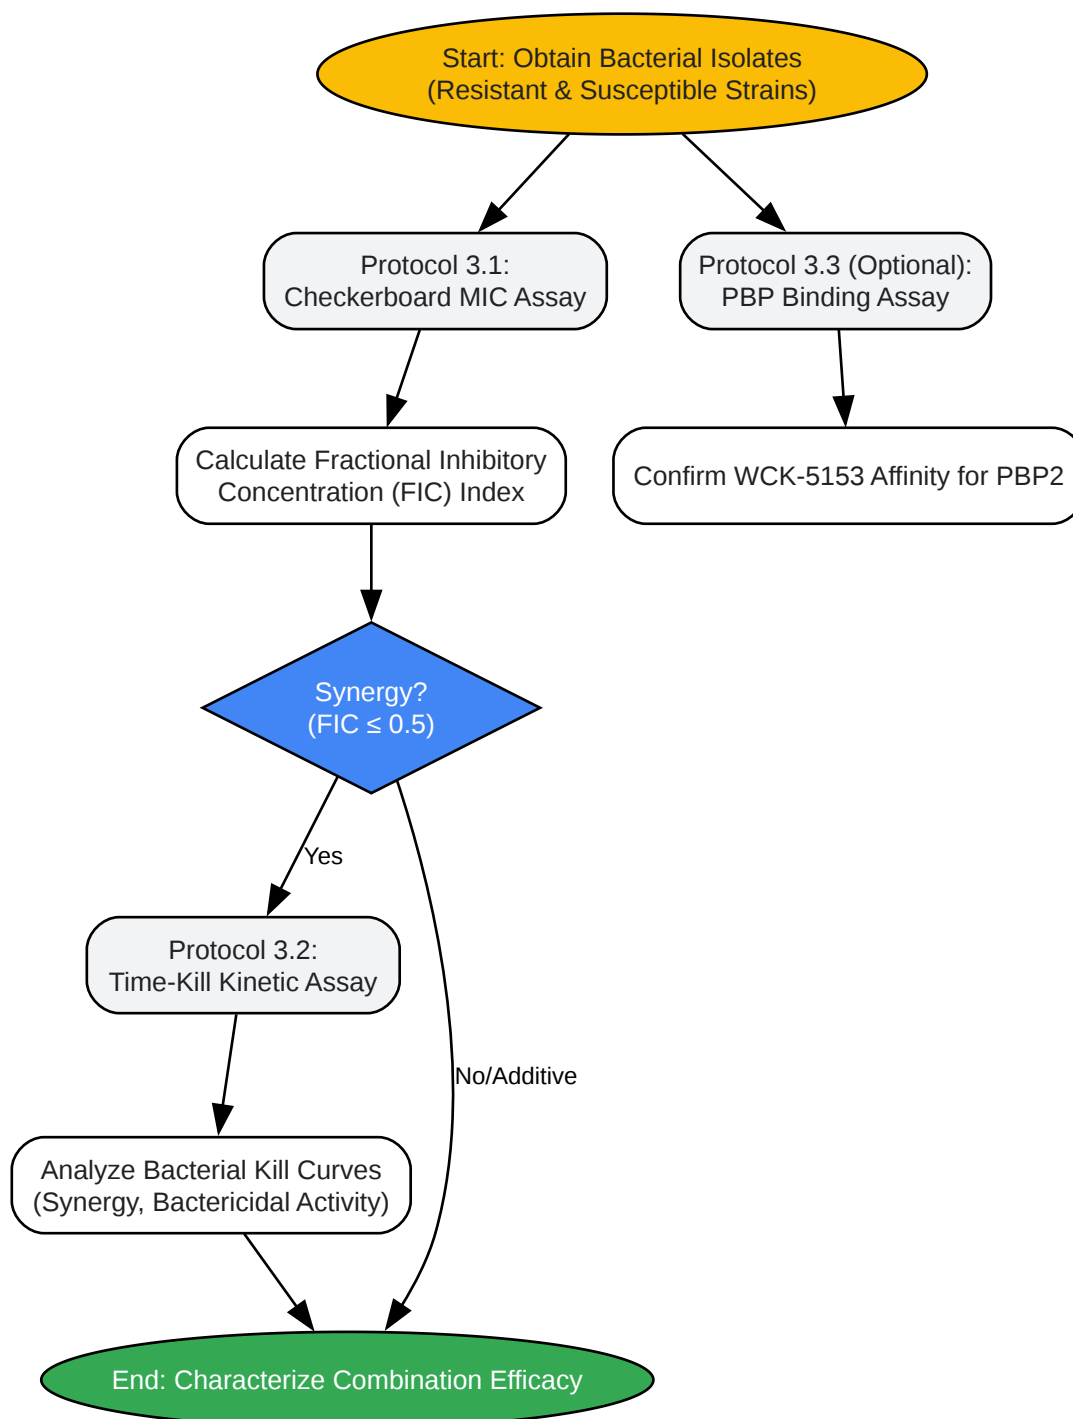 Start: Obtain Bacterial Isolates
(Resistant & Susceptible Strains)
Protocol 3.1:
Checkerboard MIC Assay
Protocol 3.3 (Optional):
PBP Binding Assay
Calculate Fractional Inhibitory
Concentration (FIC) Index
Confirm WCK-5153 Affinity for PBP2
Synergy?
(FIC ≤ 0.5)
Yes
Protocol 3.2:
Time-Kill Kinetic Assay
No/Additive
Analyze Bacterial Kill Curves
(Synergy, Bactericidal Activity)
End: Characterize Combination Efficacy